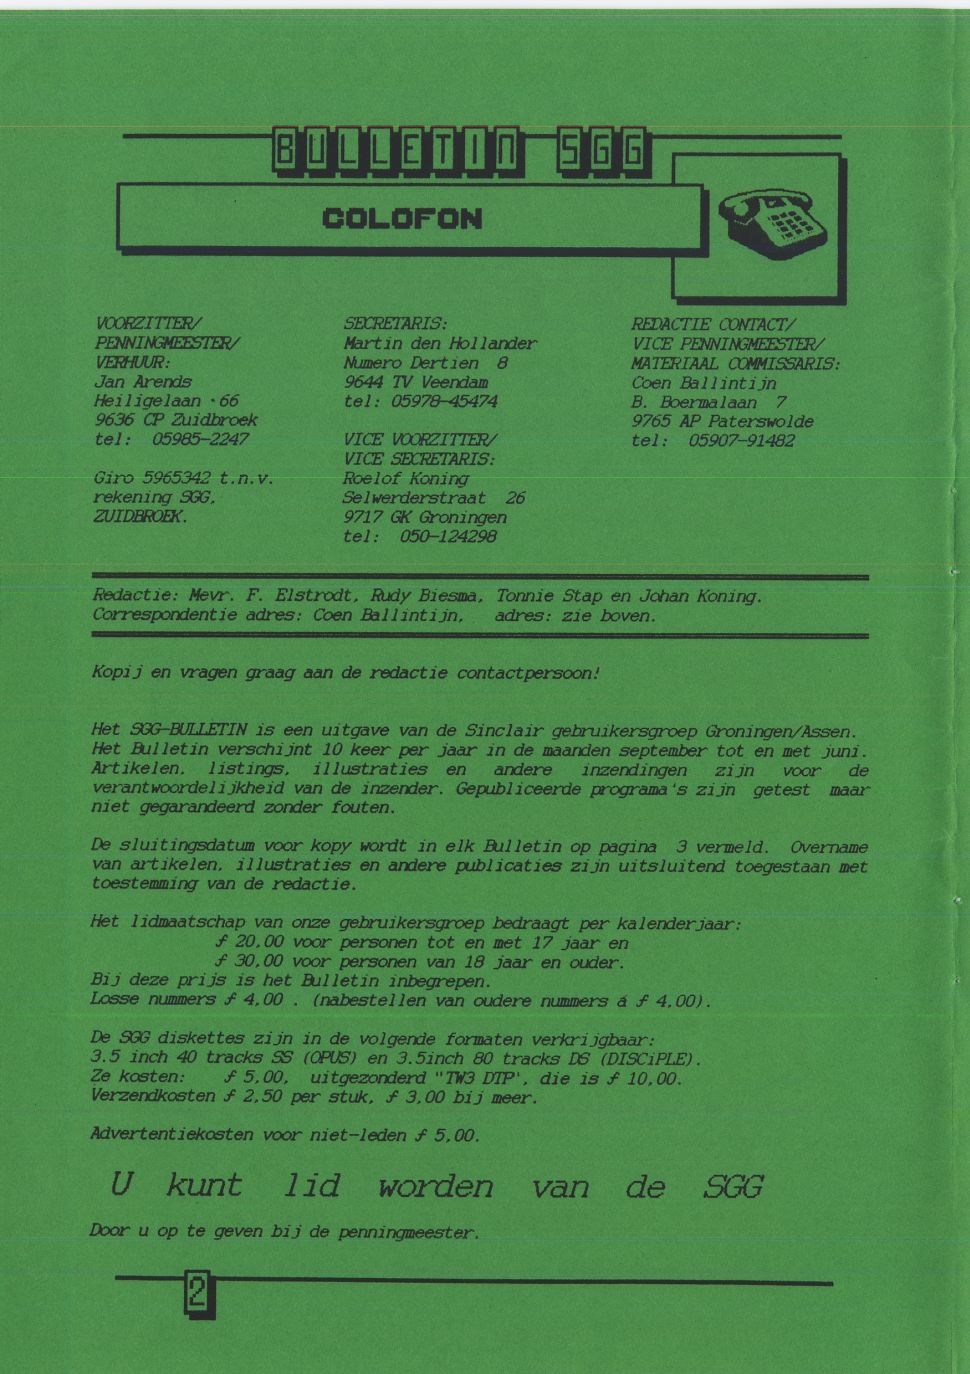 BULLETIN SGG
COLOFON
VOORZITTER/
PENNINGMEESTER/
VERHUUR:
Jan Arends
Heiligelaan 66
9636 CP Zuidbroek
tel: 05985-2247
Giro 5965342 t.n.v.
rekening SGG,
ZUIDBROEK.
SECRETARIS:
Martin den Hollander
Numero Dertien 8
9644 TV Veendam
tel: 05978-45474
VICE VOORZITTER/
VICE SECRETARIS:
Roelof Koning
Selwerderstraat 26
9717 GK Groningen
tel: 050-124298
REDACTIE CONTACT/
VICE PENNINGMEESTER/
MATERIAAL COMMISSARIS:
Coen Ballintijn
B. Boermalaan 7
9765 AP Paterswolde
tel: 05907-91482
Redactie: Mevr. F. Elstrodt, Rudy Biesma, Tonnie Stap en Johan Koning.
Correspondentie adres: Coen Ballintijn, adres: zie boven.
Kopij en vragen graag aan de redactie contactpersoon!
Het SGG-BULLETIN is een uitgave van de Sinclair gebruikersgroep Groningen/Assen.
Het Bulletin verschijnt 10 keer per jaar in de maanden september tot en met juni.
Artikelen, listings, illustraties en andere inzendingen zijn voor de
verantwoordelijkheid van de inzender. Gepubliceerde programa's zijn getest maar
niet gegarandeerd zonder fouten.
De sluitingsdatum voor kopy wordt in elk Bulletin op pagina 3 vermeld. Overname
van artikelen, illustraties en andere publicaties zijn uitsluitend toegestaan met
toestemming van de redactie.
Het lidmaatschap van onze gebruikersgroep bedraagt per kalenderjaar:
ƒ 20,00 voor personen tot en met 17 jaar en
ƒ 30,00 voor personen van 18 jaar en ouder.
Bij deze prijs is het Bulletin inbegrepen.
Losse nummers ƒ 4,00 . (nabestellen van oudere nummers á ƒ 4,00).
De SGG diskettes zijn in de volgende formaten verkrijgbaar:
3.5 inch 40 tracks SS (OPUS) en 3.5inch 80 tracks DS (DISCiPLE).
Ze kosten: ƒ 5,00, uitgezonderd "TW3 DTP', die is ƒ 10,00.
Verzendkosten ƒ 2,50 per stuk, ƒ 3,00 bij meer.
Advertentiekosten voor niet-leden ƒ 5,00.
U kunt lid worden van de SGG
Door u op te geven bij de penningmeester.
2